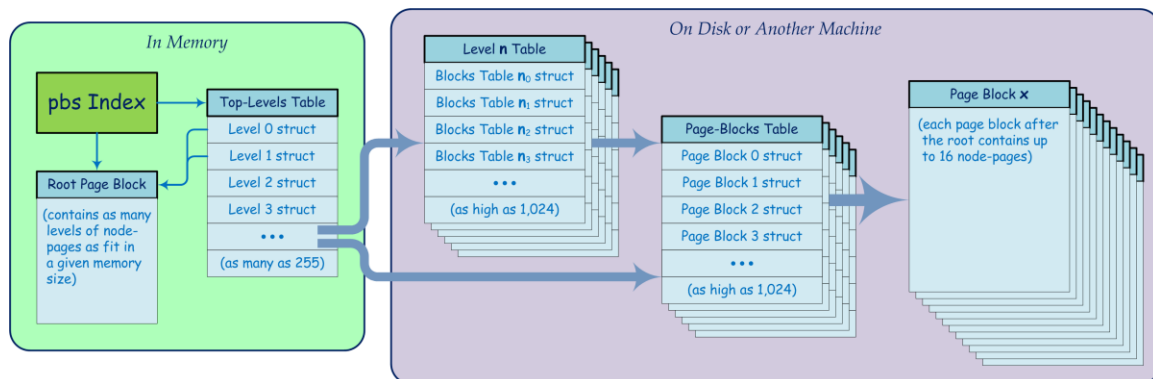 In Memory
pbs Index
Top-Levels Table
Level 0 struct
Level 1 struct
Level 2 struct
Level 3 struct
•••
(as many as 255)
Root Page Block
(contains as many
levels of node-
pages as fit in
a given memory
size)
On Disk or Another Machine
Level n Table
Blocks Table n₀ struct
Blocks Table n₁ struct
Blocks Table n₂ struct
Blocks Table n₃ struct
•••
(as high as 1,024)
Page-Blocks Table
Page Block 0 struct
Page Block 1 struct
Page Block 2 struct
Page Block 3 struct
•••
(as high as 1,024)
Page Block x
(each page block after
the root contains up
to 16 node-pages)